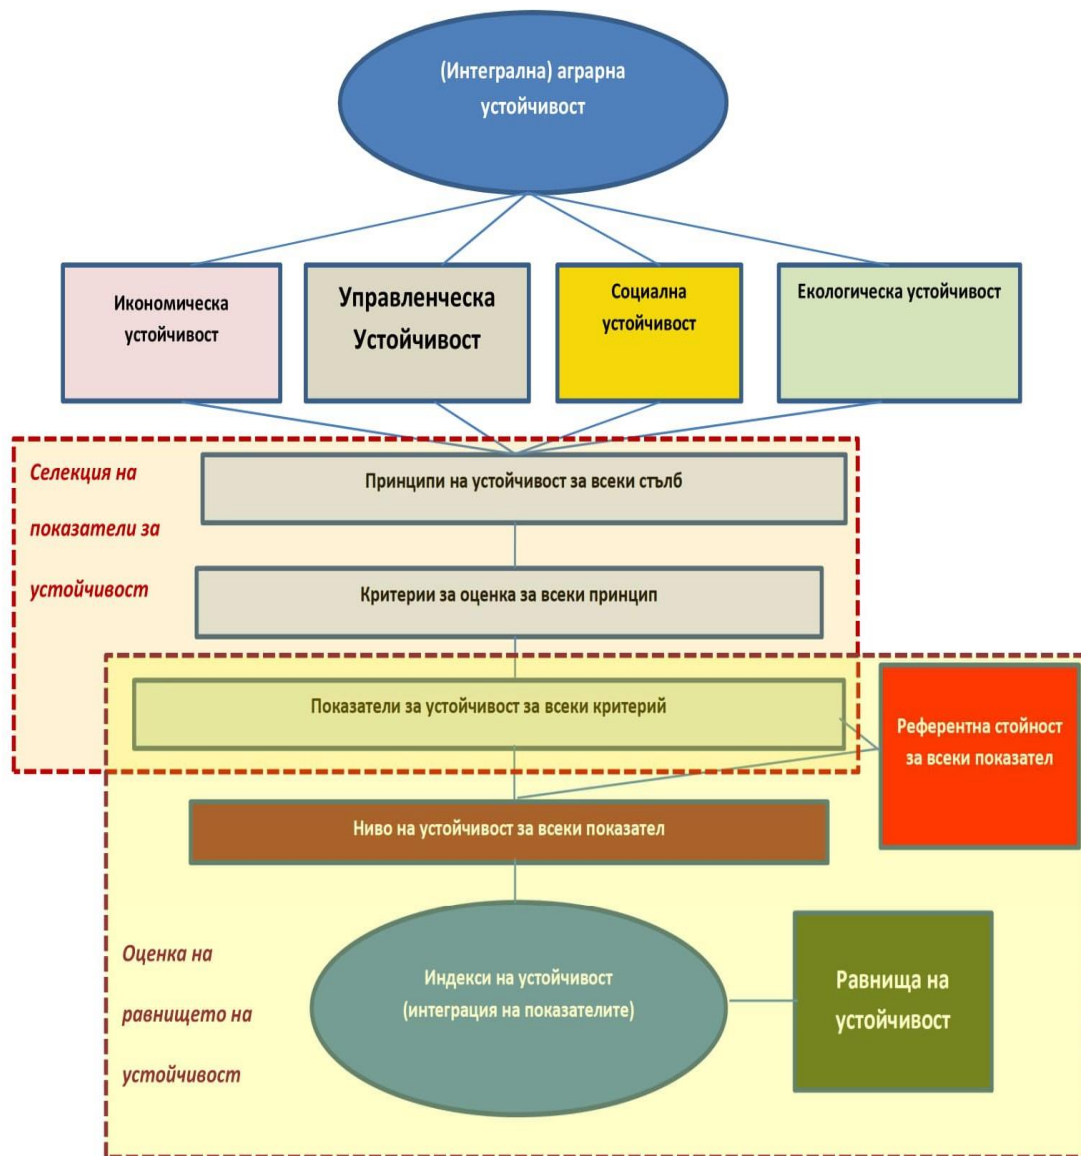 (Интегрална) аграрна
устойчивост
Икономическа
устойчивост
Управленческа
Устойчивост
Социална
устойчивост
Екологическа устойчивост
Селекция на
показатели за
устойчивост
Принципи на устойчивост за всеки стълб
Критерии за оценка за всеки принцип
Показатели за устойчивост за всеки критерий
Референтна стойност
за всеки показател
Ниво на устойчивост за всеки показател
Оценка на
равнището на
устойчивост
Индекси на устойчивост
(интеграция на показателите)
Равнища на
устойчивост